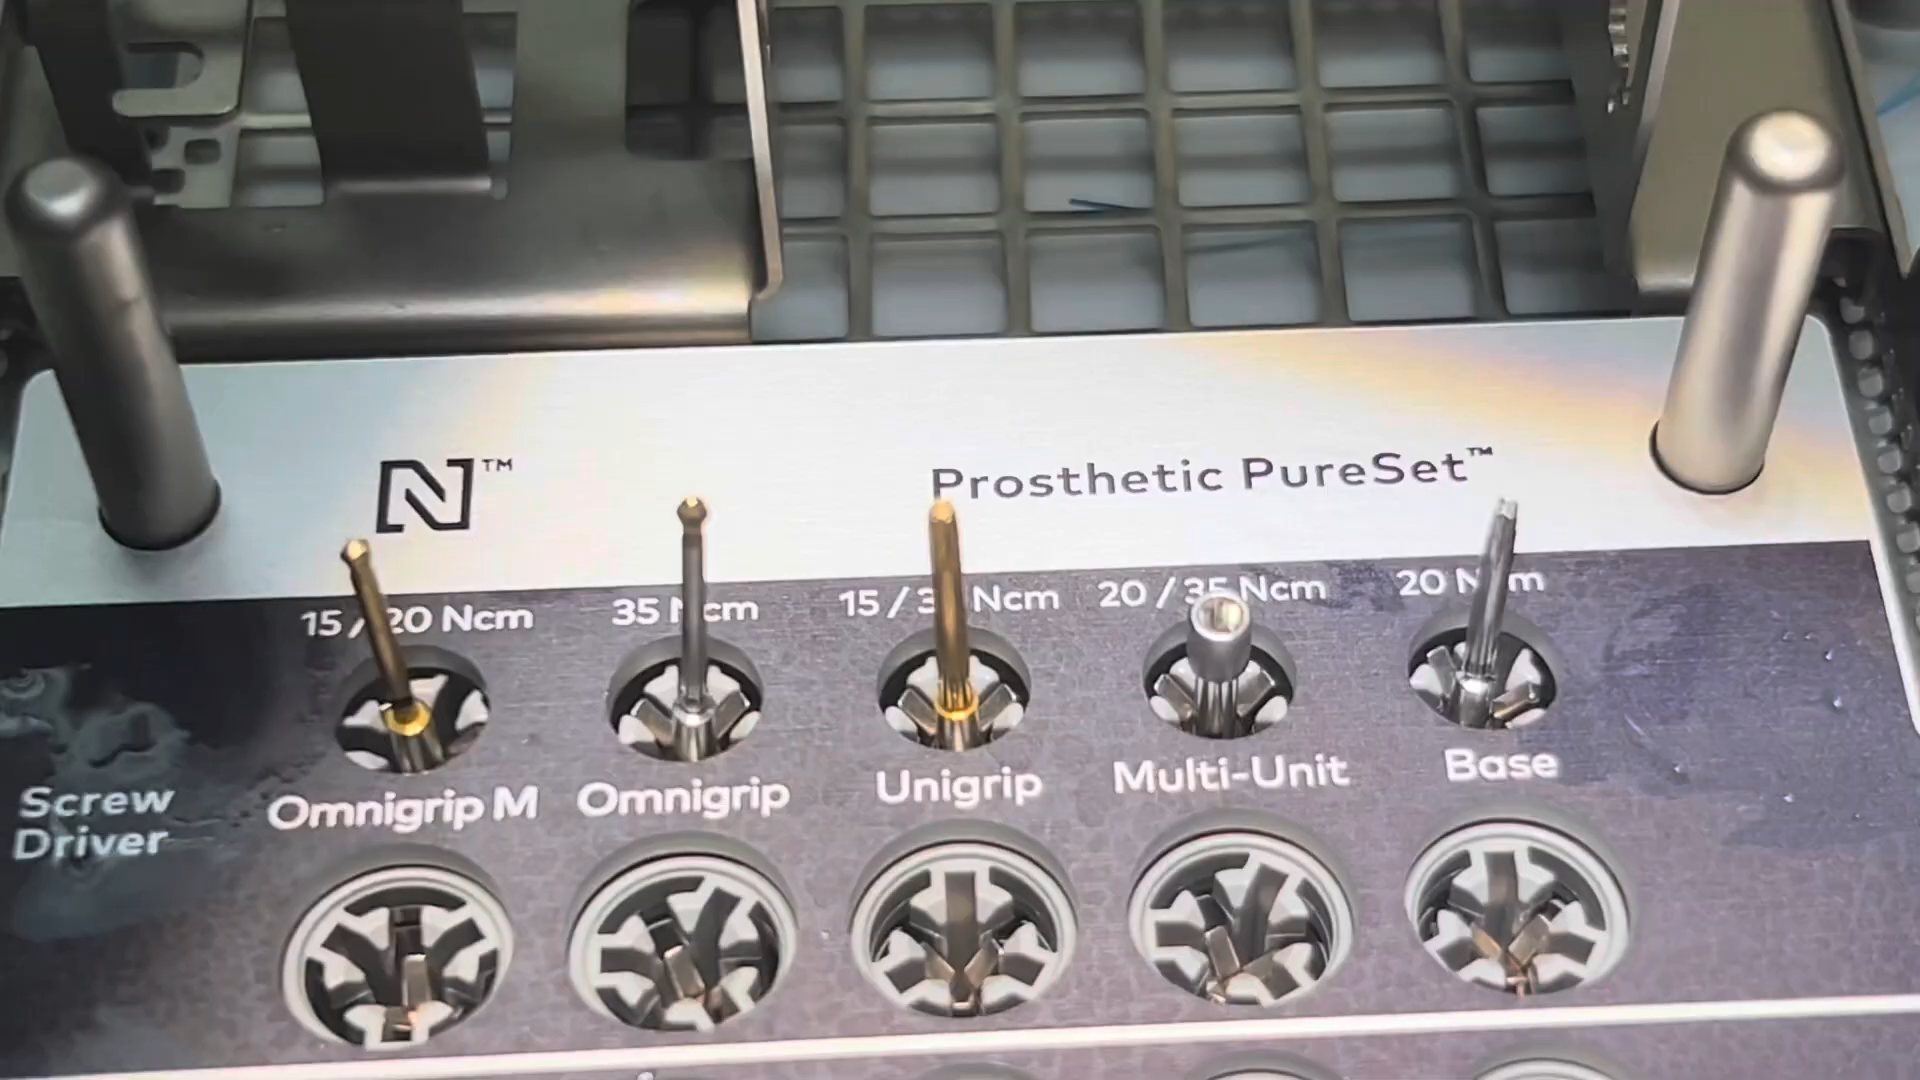 N™
Prosthetic PureSet™
15 / 20 Ncm
35 Ncm
15 / 35 Ncm
20 / 35 Ncm
20 Ncm
Screw
Driver
Omnigrip M
Omnigrip
Unigrip
Multi-Unit
Base